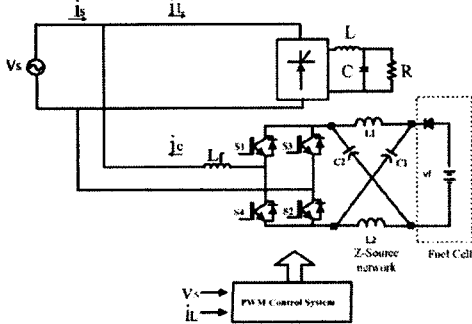 is
iL
L
Vs
C
R
ic
Lf
S1
S3
L1
C2
C1
vf
S4
S2
L2
Z-Source
network
Fuel Cell
Vs
iL
PWM Control System